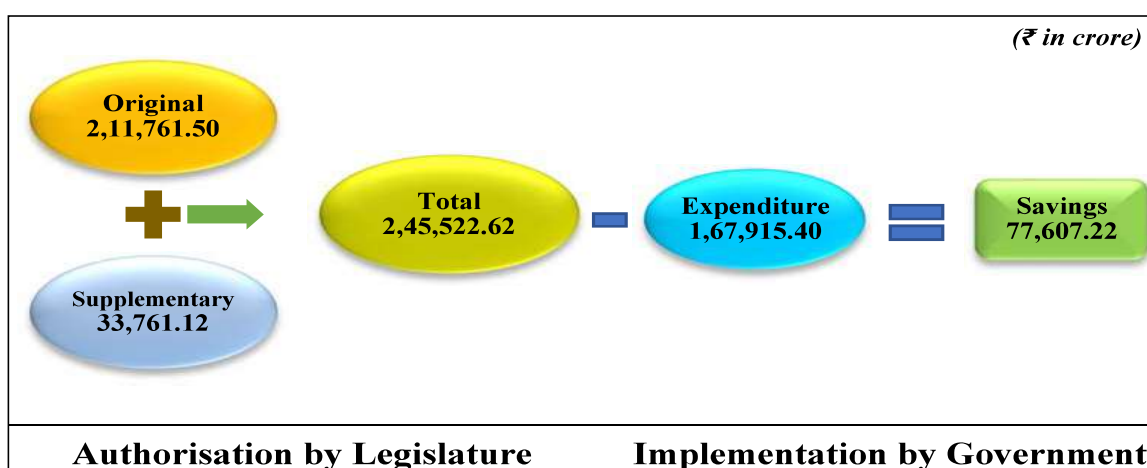 (₹ in crore)
Original
2,11,761.50
Supplementary
33,761.12
Total
2,45,522.62
Expenditure
1,67,915.40
Savings
77,607.22
Authorisation by Legislature
Implementation by Government